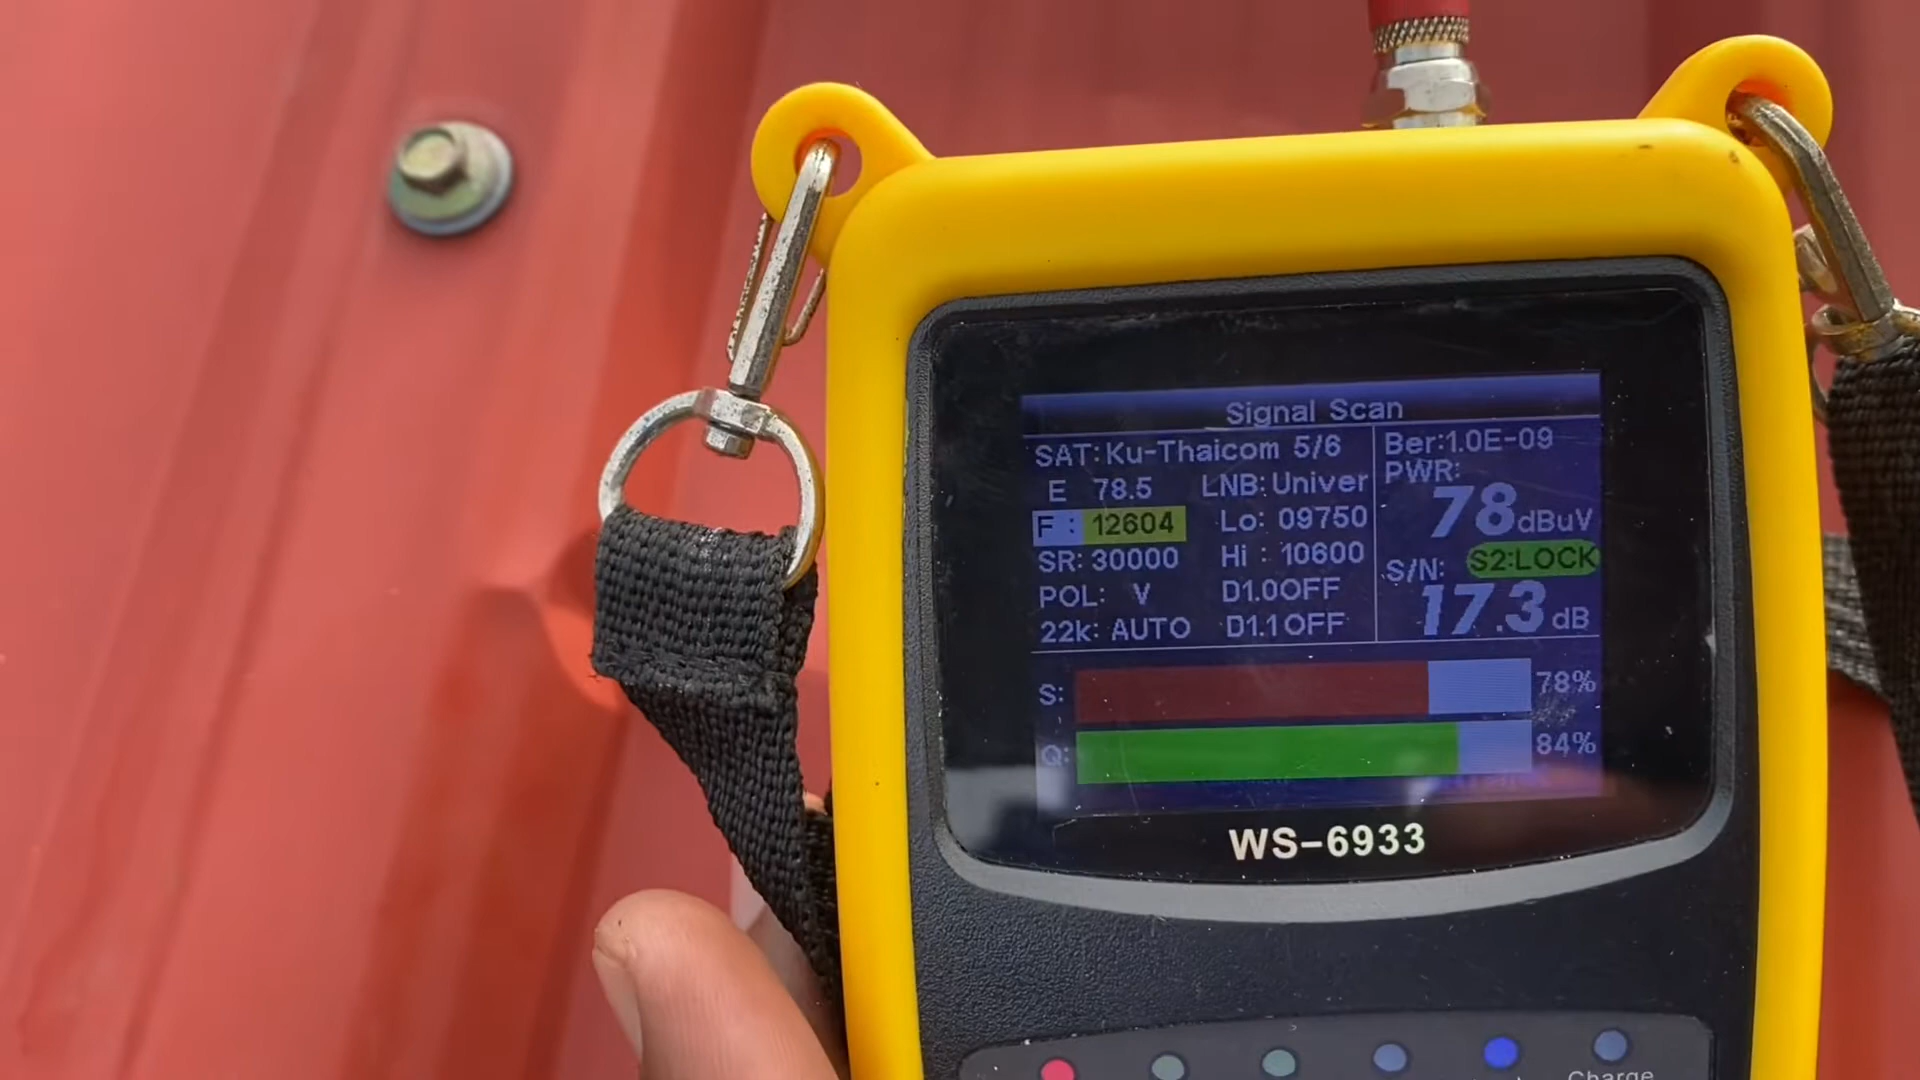 Signal Scan
SAT:Ku-Thaicom 5/6
E 78.5 LNB:Univer
F : 12604 Lo: 09750
SR: 30000 Hi : 10600
POL: V D1.0OFF
22k: AUTO D1.1OFF
Ber:1.0E-09
PWR:
78dBuV
S/N: S2:LOCK
17.3dB
S: 78%
Q: 84%
WS-6933
Charge